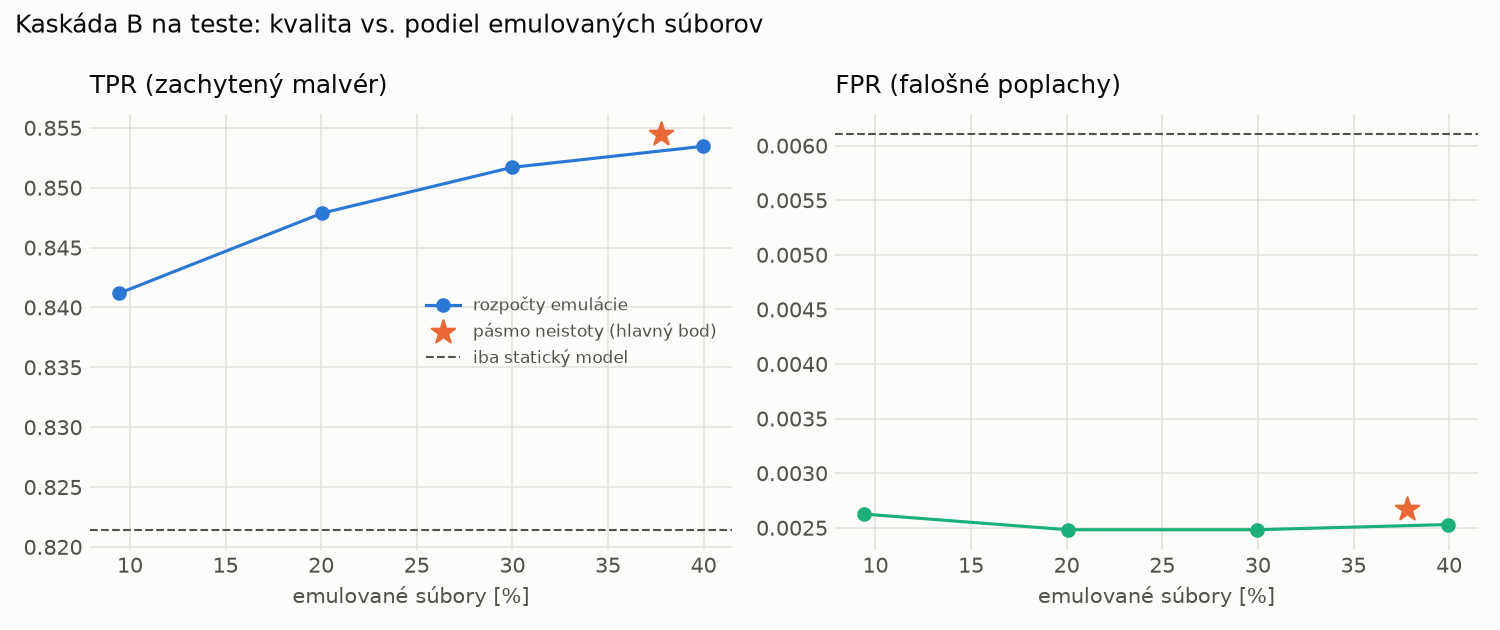 Kaskáda B na teste: kvalita vs. podiel emulovaných súborov
TPR (zachytený malvér)
0.855
0.850
0.845
0.840
0.835
0.830
0.825
0.820
rozpočty emulácie
pásmo neistoty (hlavný bod)
iba statický model
10 15 20 25 30 35 40
emulované súbory [%]
FPR (falošné poplachy)
0.0060
0.0055
0.0050
0.0045
0.0040
0.0035
0.0030
0.0025
10 15 20 25 30 35 40
emulované súbory [%]